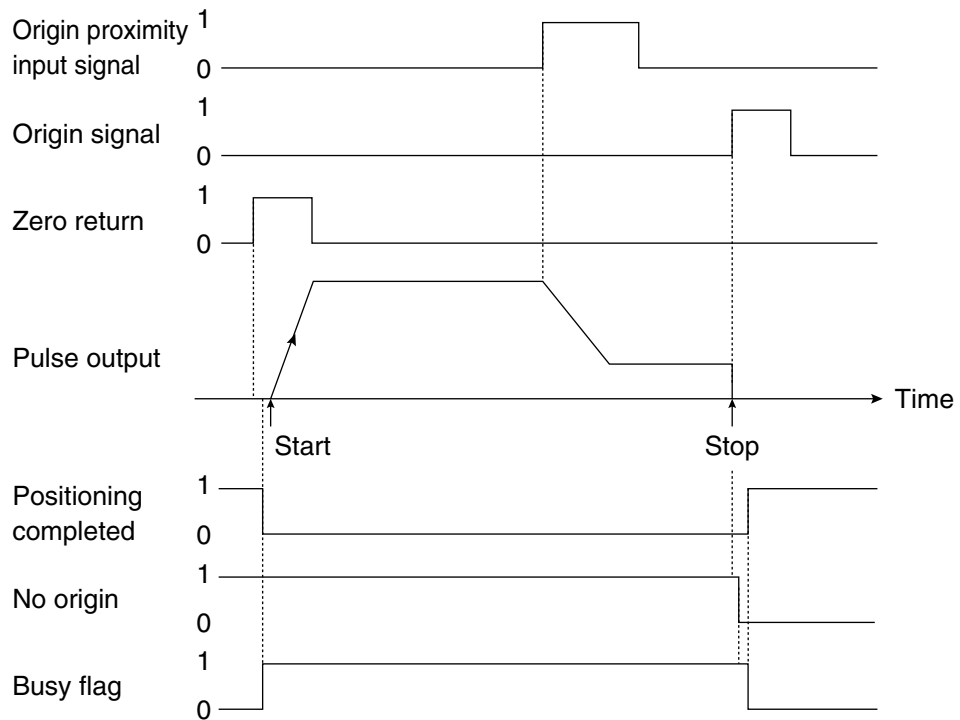 Origin proximity
input signal
1
0
Origin signal
1
0
Zero return
1
0
Pulse output
Time
Start
Stop
Positioning
completed
1
0
No origin
1
0
Busy flag
1
0